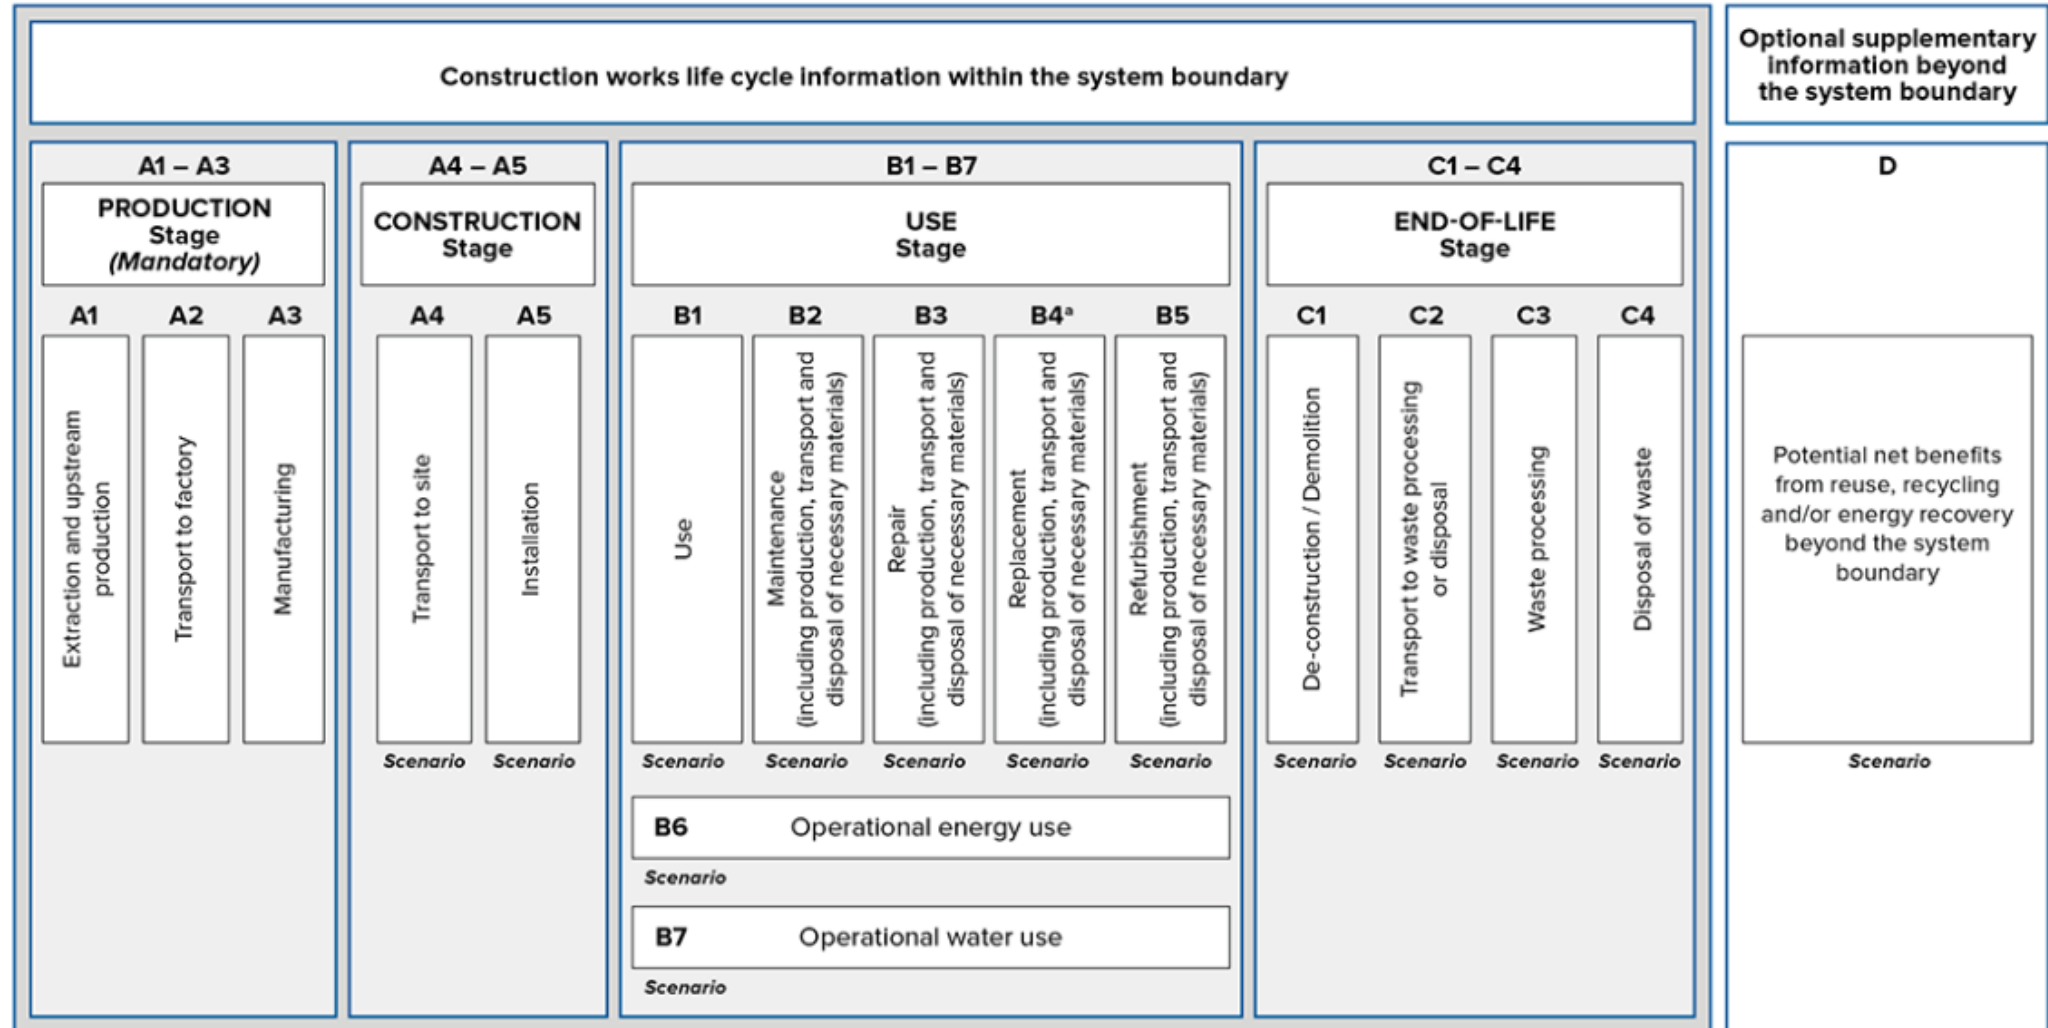 Construction works life cycle information within the system boundary
Optional supplementary
information beyond
the system boundary
A1 – A3
PRODUCTION
Stage
(Mandatory)
A1
A2
A3
Extraction and upstream
production
Transport to factory
Manufacturing
A4 – A5
CONSTRUCTION
Stage
A4
A5
Transport to site
Installation
Scenario
Scenario
B1 – B7
USE
Stage
B1
B2
B3
B4ᵃ
B5
Use
Maintenance
(including production, transport and
disposal of necessary materials)
Repair
(including production, transport and
disposal of necessary materials)
Replacement
(including production, transport and
disposal of necessary materials)
Refurbishment
(including production, transport and
disposal of necessary materials)
Scenario
Scenario
Scenario
Scenario
Scenario
B6
Operational energy use
Scenario
B7
Operational water use
Scenario
C1 – C4
END-OF-LIFE
Stage
C1
C2
C3
C4
De-construction / Demolition
Transport to waste processing
or disposal
Waste processing
Disposal of waste
Scenario
Scenario
Scenario
Scenario
D
Potential net benefits
from reuse, recycling
and/or energy recovery
beyond the system
boundary
Scenario